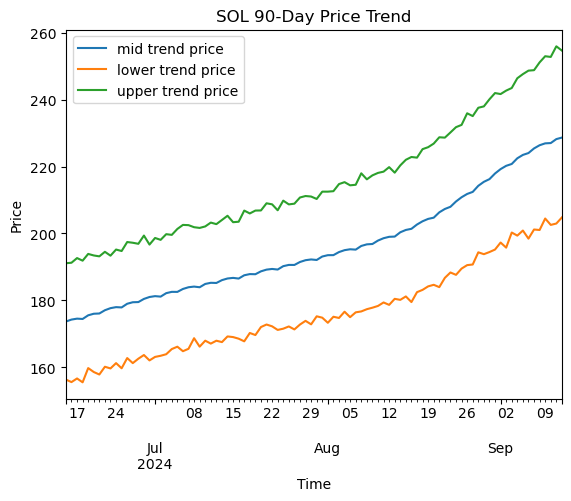 SOL 90-Day Price Trend
260
240
220
200
180
160
Price
mid trend price
lower trend price
upper trend price
17 24 08 15 22 29 05 12 19 26 02 09
Jul Aug Sep
2024
Time